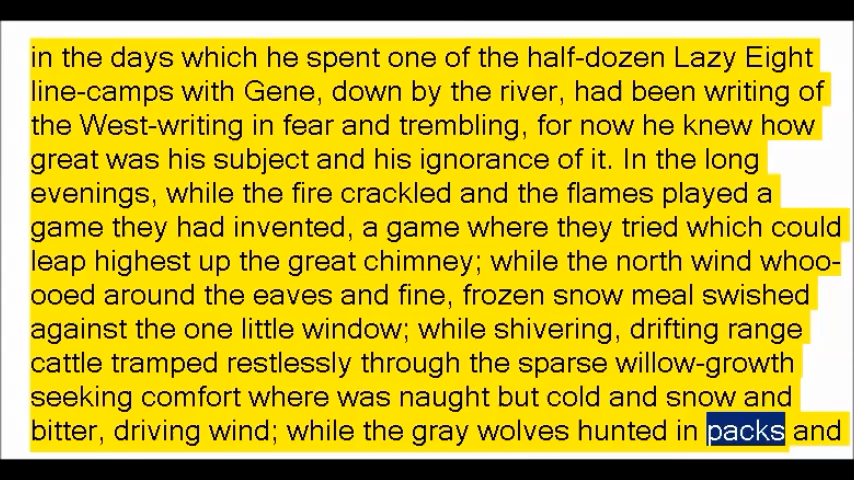 in the days which he spent one of the half-dozen Lazy Eight
line-camps with Gene, down by the river, had been writing of
the West-writing in fear and trembling, for now he knew how
great was his subject and his ignorance of it. In the long
evenings, while the fire crackled and the flames played a
game they had invented, a game where they tried which could
leap highest up the great chimney; while the north wind whoo-
ooed around the eaves and fine, frozen snow meal swished
against the one little window; while shivering, drifting range
cattle tramped restlessly through the sparse willow-growth
seeking comfort where was naught but cold and snow and
bitter, driving wind; while the gray wolves hunted in packs and